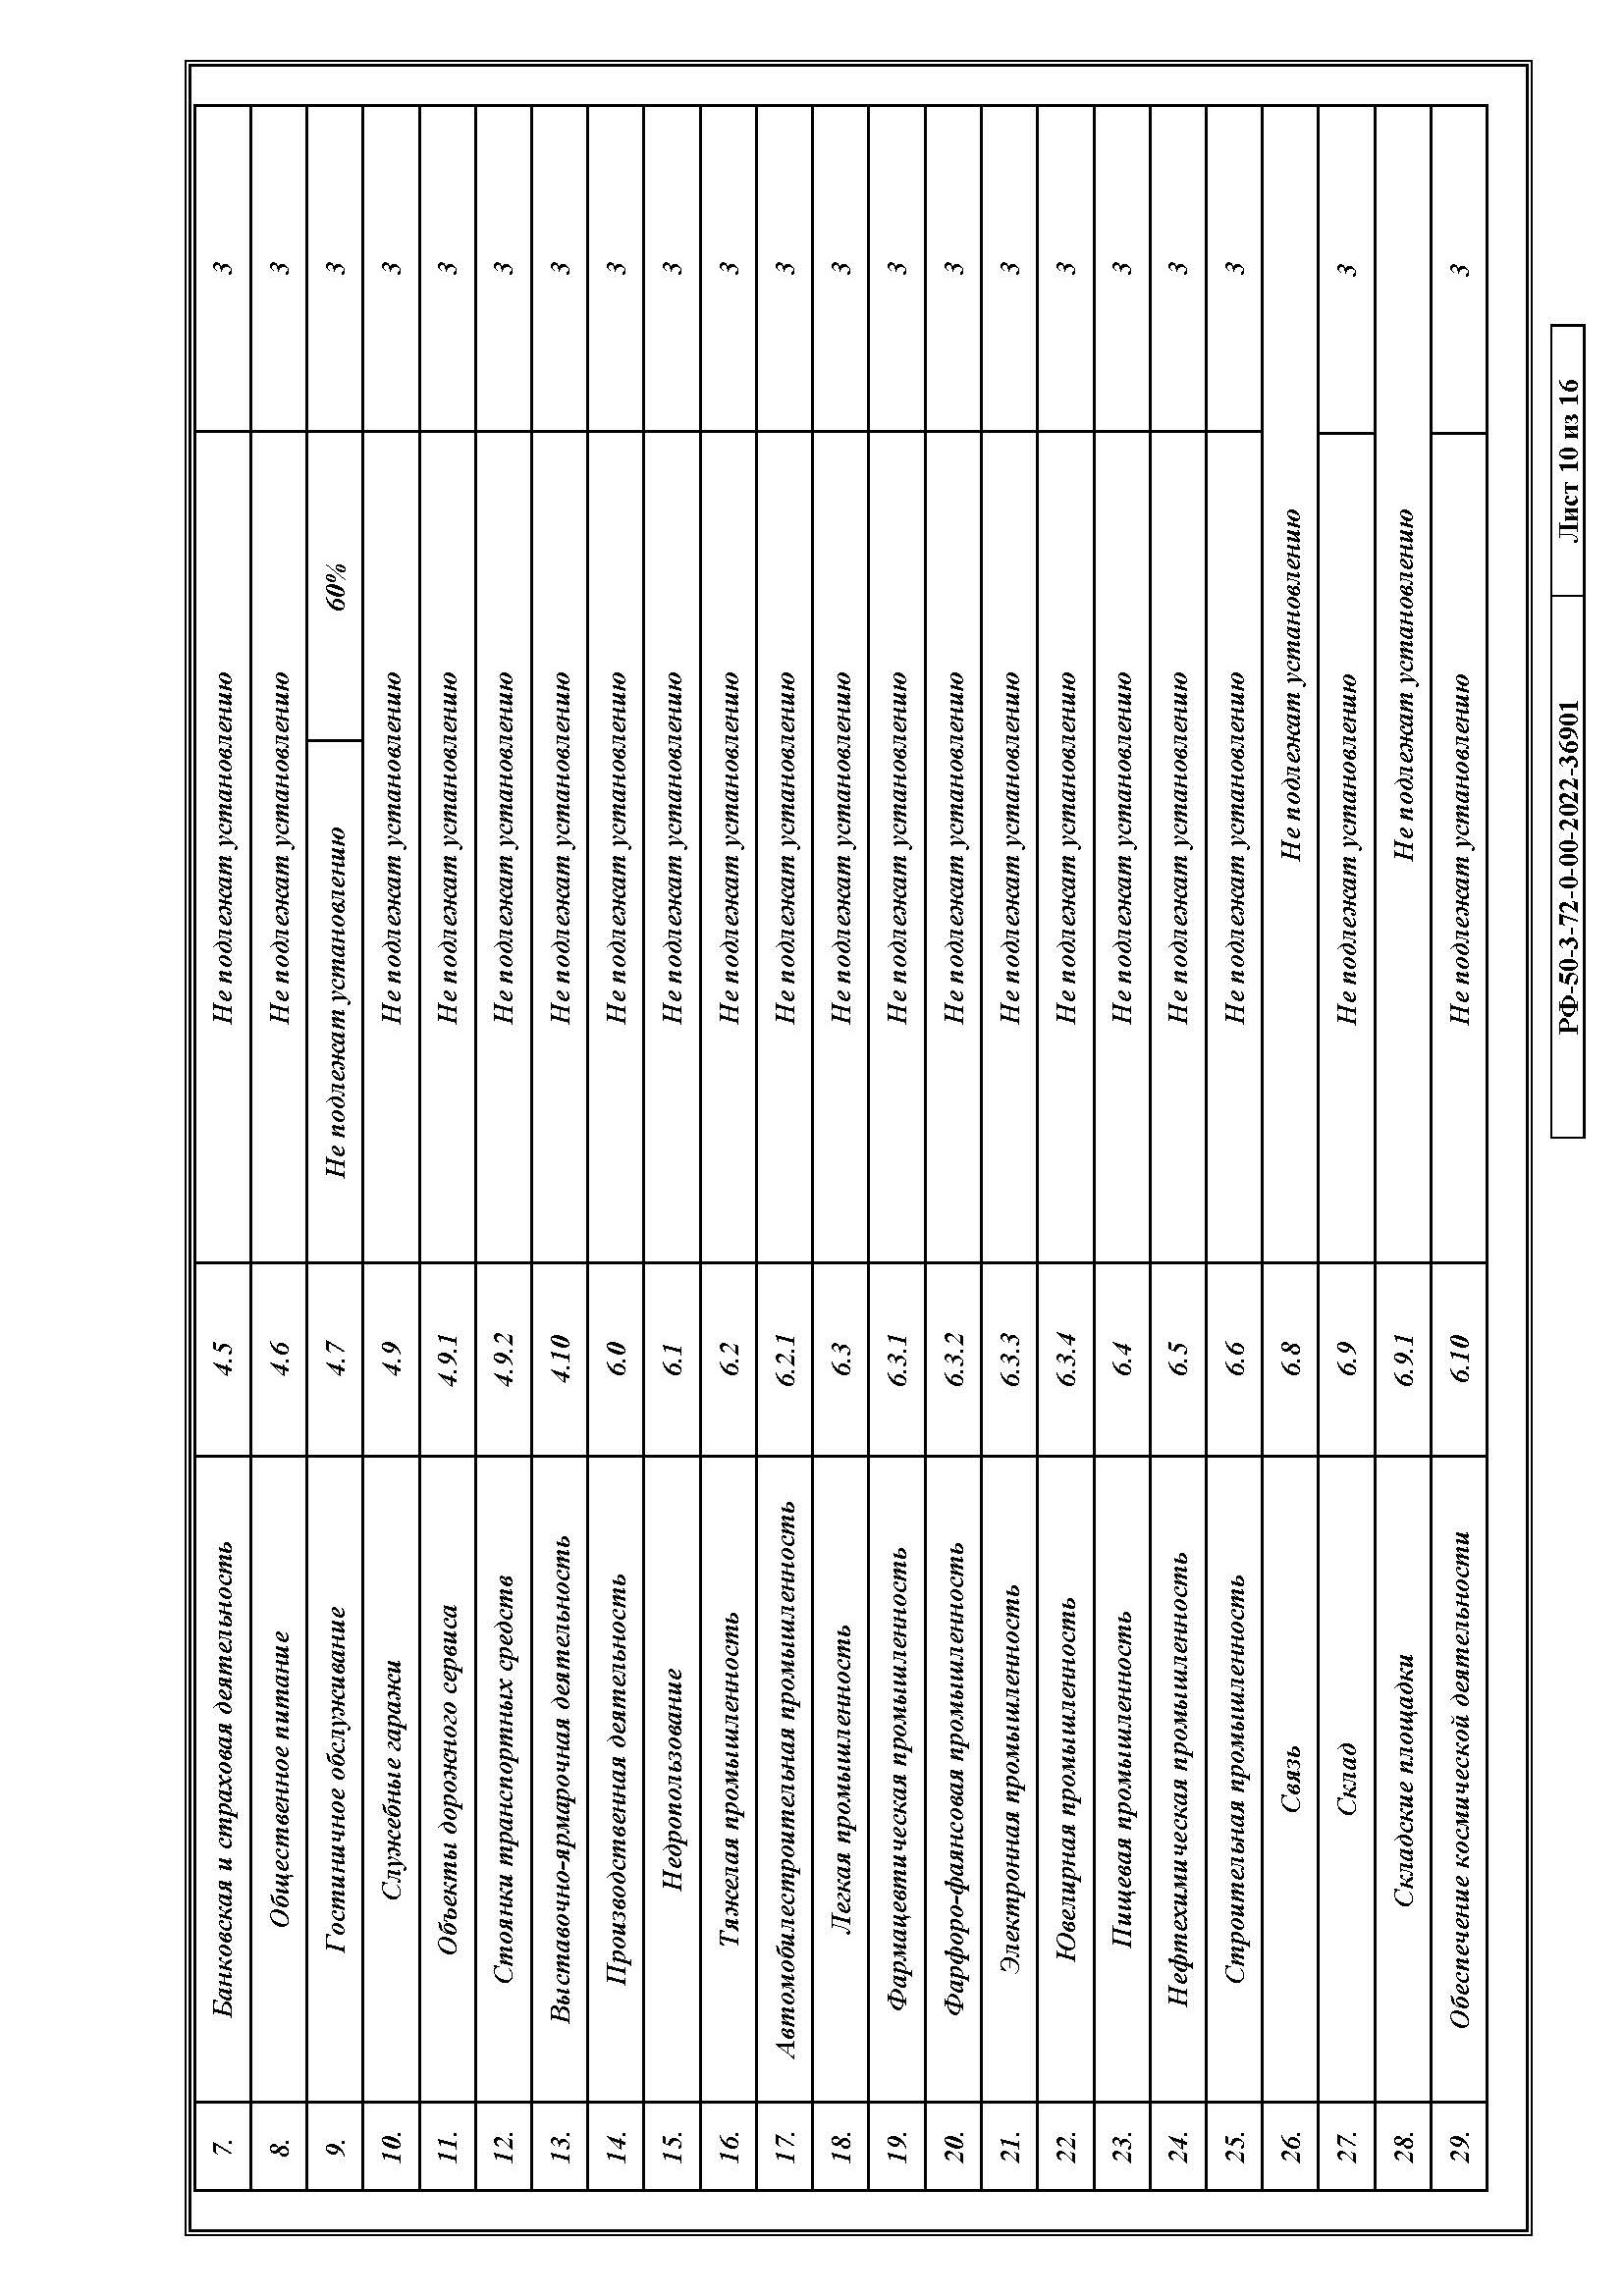 7. Банковская и страховая деятельность 4.5 Не подлежат установлению 3
8. Общественное питание 4.6 Не подлежат установлению 3
9. Гостиничное обслуживание 4.7 Не подлежат установлению 60% 3
10. Служебные гаражи 4.9 Не подлежат установлению 3
11. Объекты дорожного сервиса 4.9.1 Не подлежат установлению 3
12. Стоянки транспортных средств 4.9.2 Не подлежат установлению 3
13. Выставочно-ярмарочная деятельность 4.10 Не подлежат установлению 3
14. Производственная деятельность 6.0 Не подлежат установлению 3
15. Недропользование 6.1 Не подлежат установлению 3
16. Тяжелая промышленность 6.2 Не подлежат установлению 3
17. Автомобилестроительная промышленность 6.2.1 Не подлежат установлению 3
18. Легкая промышленность 6.3 Не подлежат установлению 3
19. Фармацевтическая промышленность 6.3.1 Не подлежат установлению 3
20. Фарфоро-фаянсовая промышленность 6.3.2 Не подлежат установлению 3
21. Электронная промышленность 6.3.3 Не подлежат установлению 3
22. Ювелирная промышленность 6.3.4 Не подлежат установлению 3
23. Пищевая промышленность 6.4 Не подлежат установлению 3
24. Нефтехимическая промышленность 6.5 Не подлежат установлению 3
25. Строительная промышленность 6.6 Не подлежат установлению 3
26. Связь 6.8 Не подлежат установлению
27. Склад 6.9 Не подлежат установлению 3
28. Складские площадки 6.9.1 Не подлежат установлению
29. Обеспечение космической деятельности 6.10 Не подлежат установлению 3
РФ-50-3-72-0-00-2022-36901 Лист 10 из 16